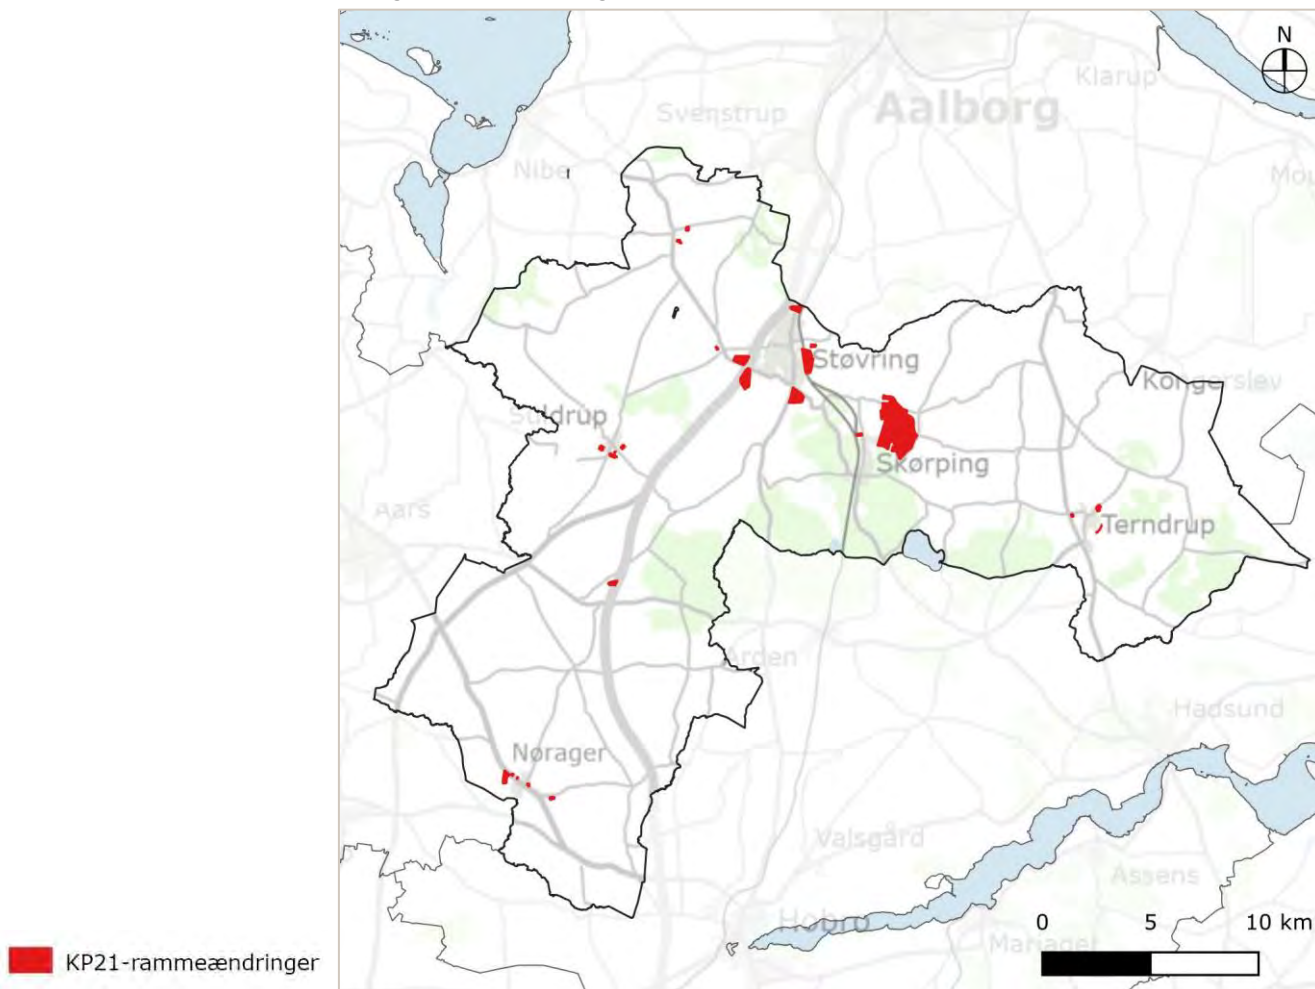 N
Klarup
Aalborg
Svenstrup
Nibe
Mou
Støvring
Kongerslev
Suldrup
Skørping
Aars
Terndrup
Arden
Hadsund
Nørager
Valsgård
Assens
Hobro
Mariager
0 5 10 km
KP21-rammeændringer